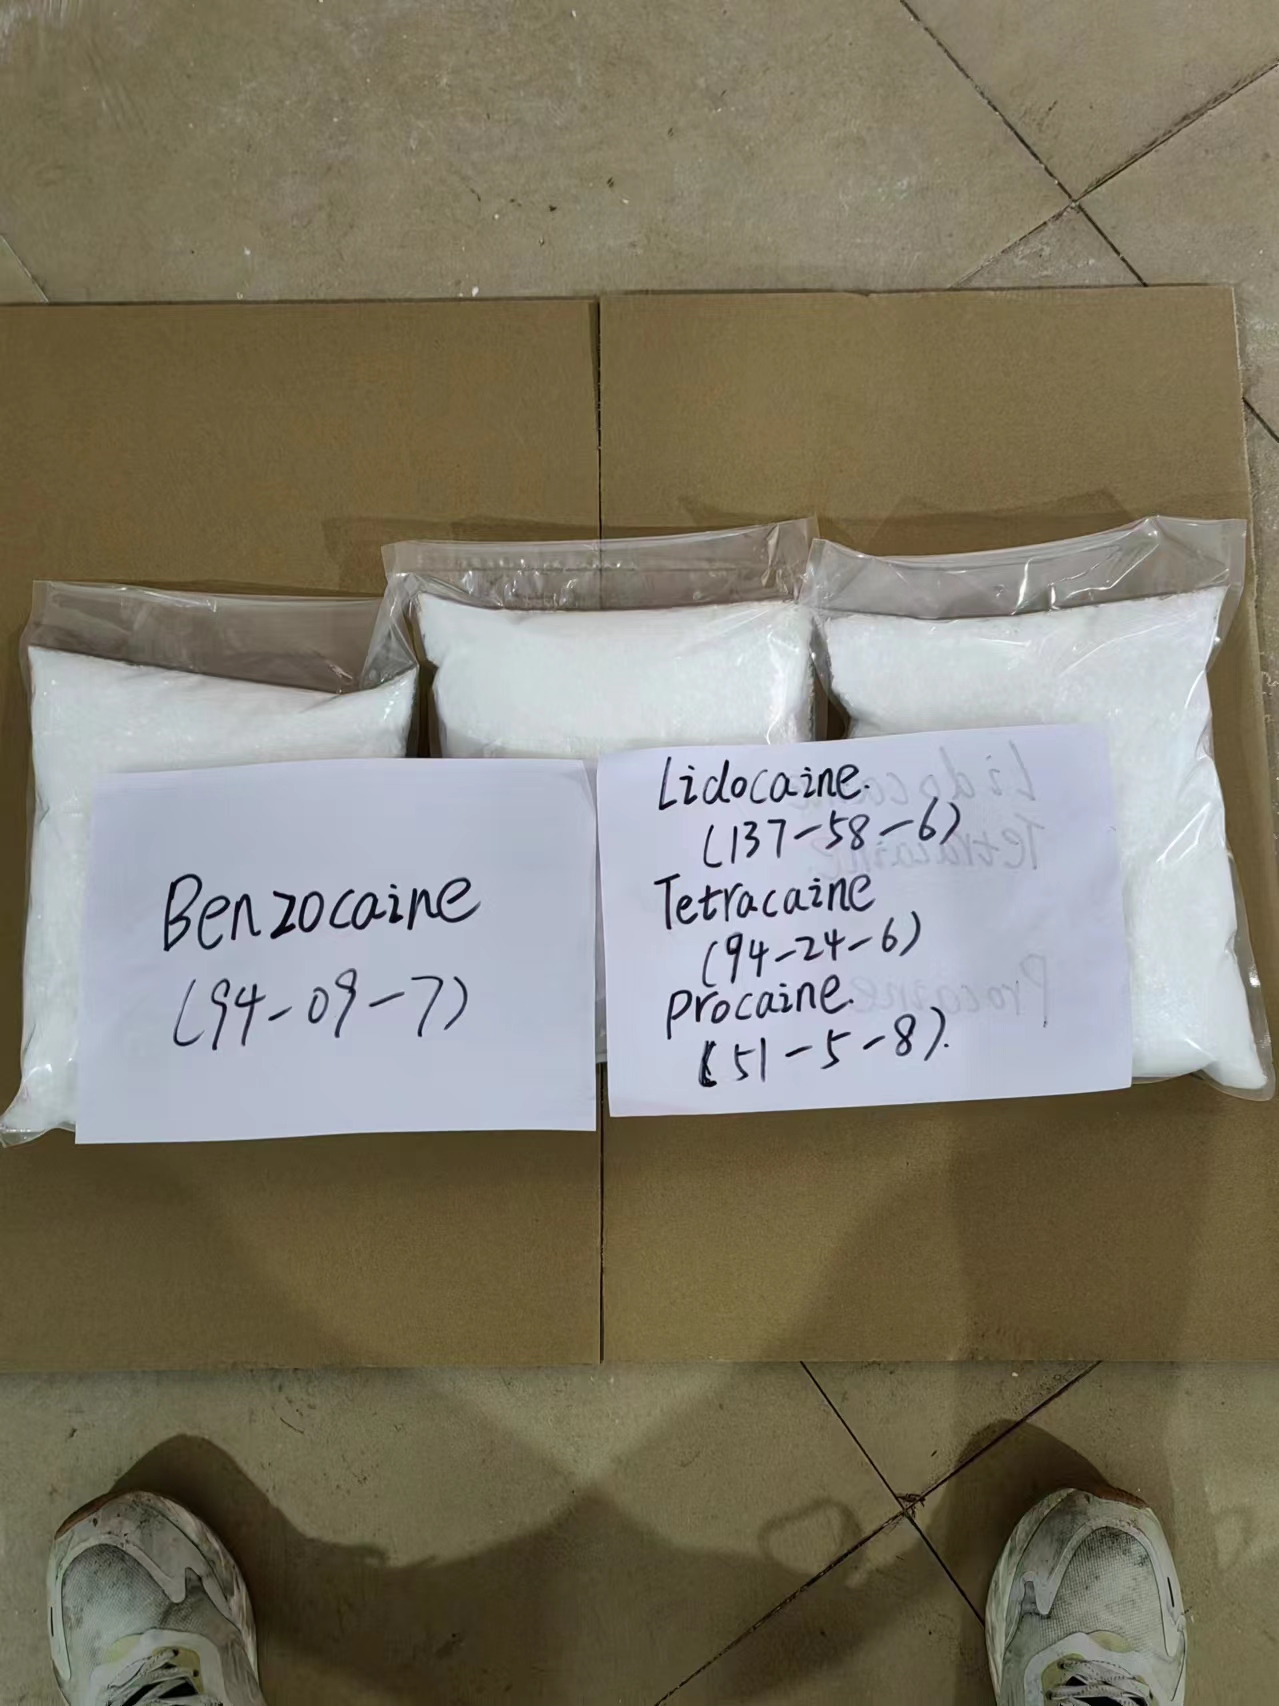 Benzocaine
(94-09-7)
Lidocaine.
(137-58-6)
Tetracaine
(94-24-6)
Procaine.
(51-5-8).